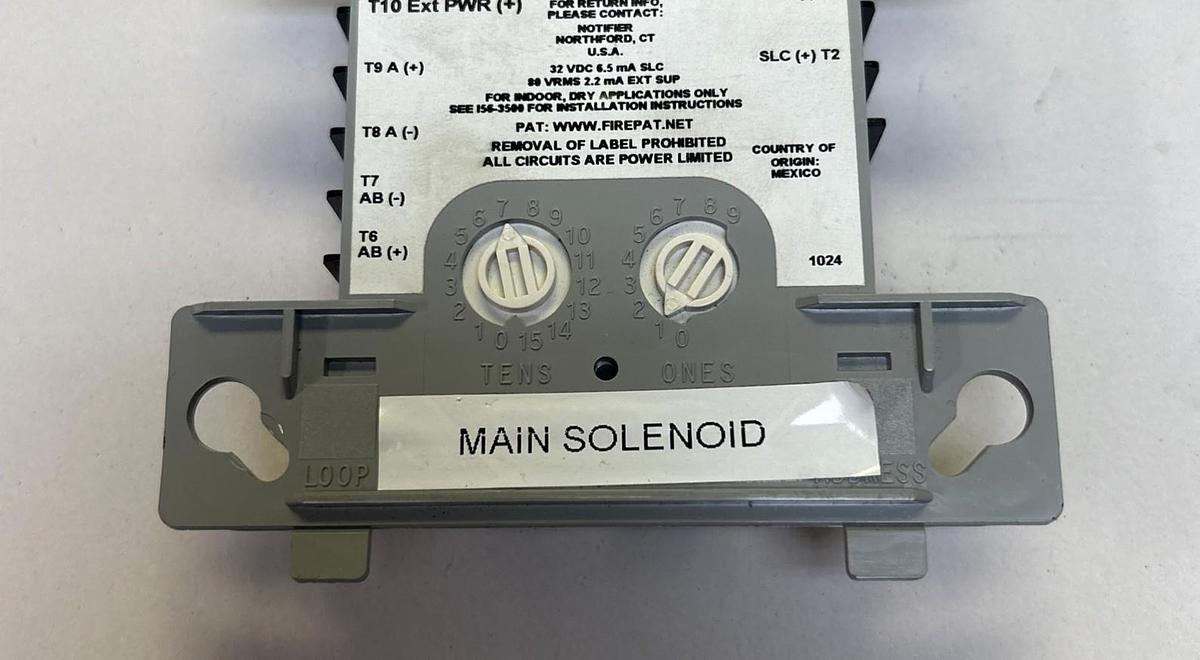 T10 Ext PWR (+)
FOR RETURN INFO,
PLEASE CONTACT:
NOTIFIER
NORTHFORD, CT
U.S.A.
T9 A (+)
SLC (+) T2
32 VDC 6.5 mA SLC
80 VRMS 2.2 mA EXT SUP
FOR INDOOR, DRY APPLICATIONS ONLY
SEE I56-3500 FOR INSTALLATION INSTRUCTIONS
T8 A (-)
PAT: WWW.FIREPAT.NET
REMOVAL OF LABEL PROHIBITED
ALL CIRCUITS ARE POWER LIMITED
COUNTRY OF
ORIGIN:
MEXICO
T7
AB (-)
T6
AB (+)
1024
0 1 2 3 4 5 6 7 8 9 10 11 12 13 14 15
TENS
0 1 2 3 4 5 6 7 8 9
ONES
MAiN SOLENOiD
LOOP